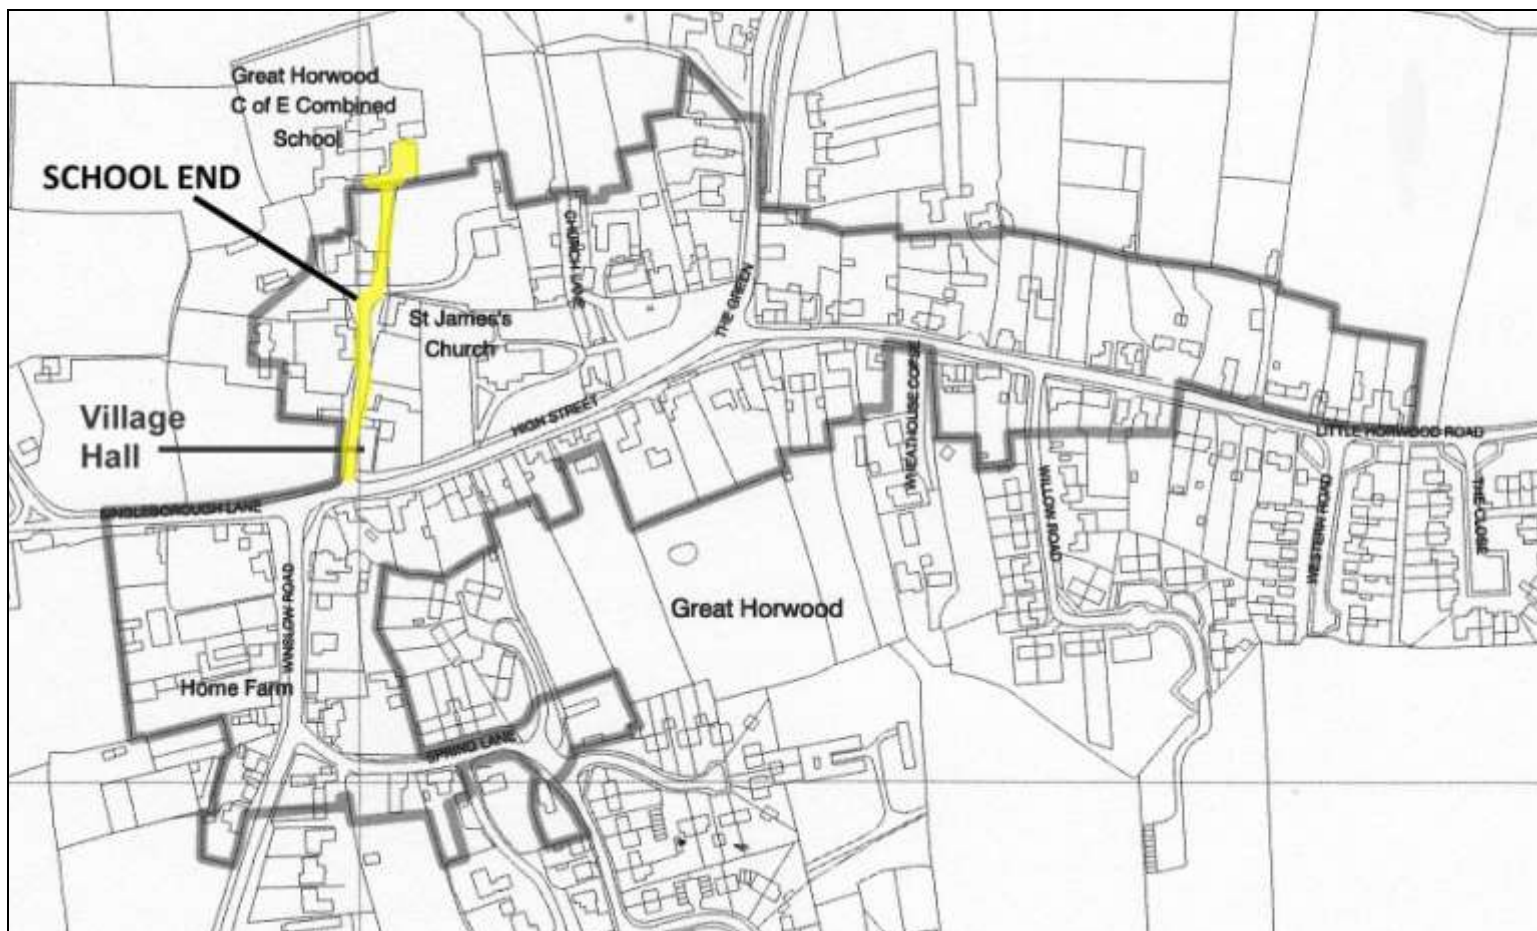 Great Horwood
C of E Combined
School
SCHOOL END
CHURCH LANE
THE GREEN
St James's
Church
HIGH STREET
Village
Hall
WHEATHOUSE COPSE
LITTLE HORWOOD ROAD
SINGLEBOROUGH LANE
WILLOW ROAD
WESTERN ROAD
THE CLOSE
WINSLOW ROAD
Great Horwood
Home Farm
SPRING LANE